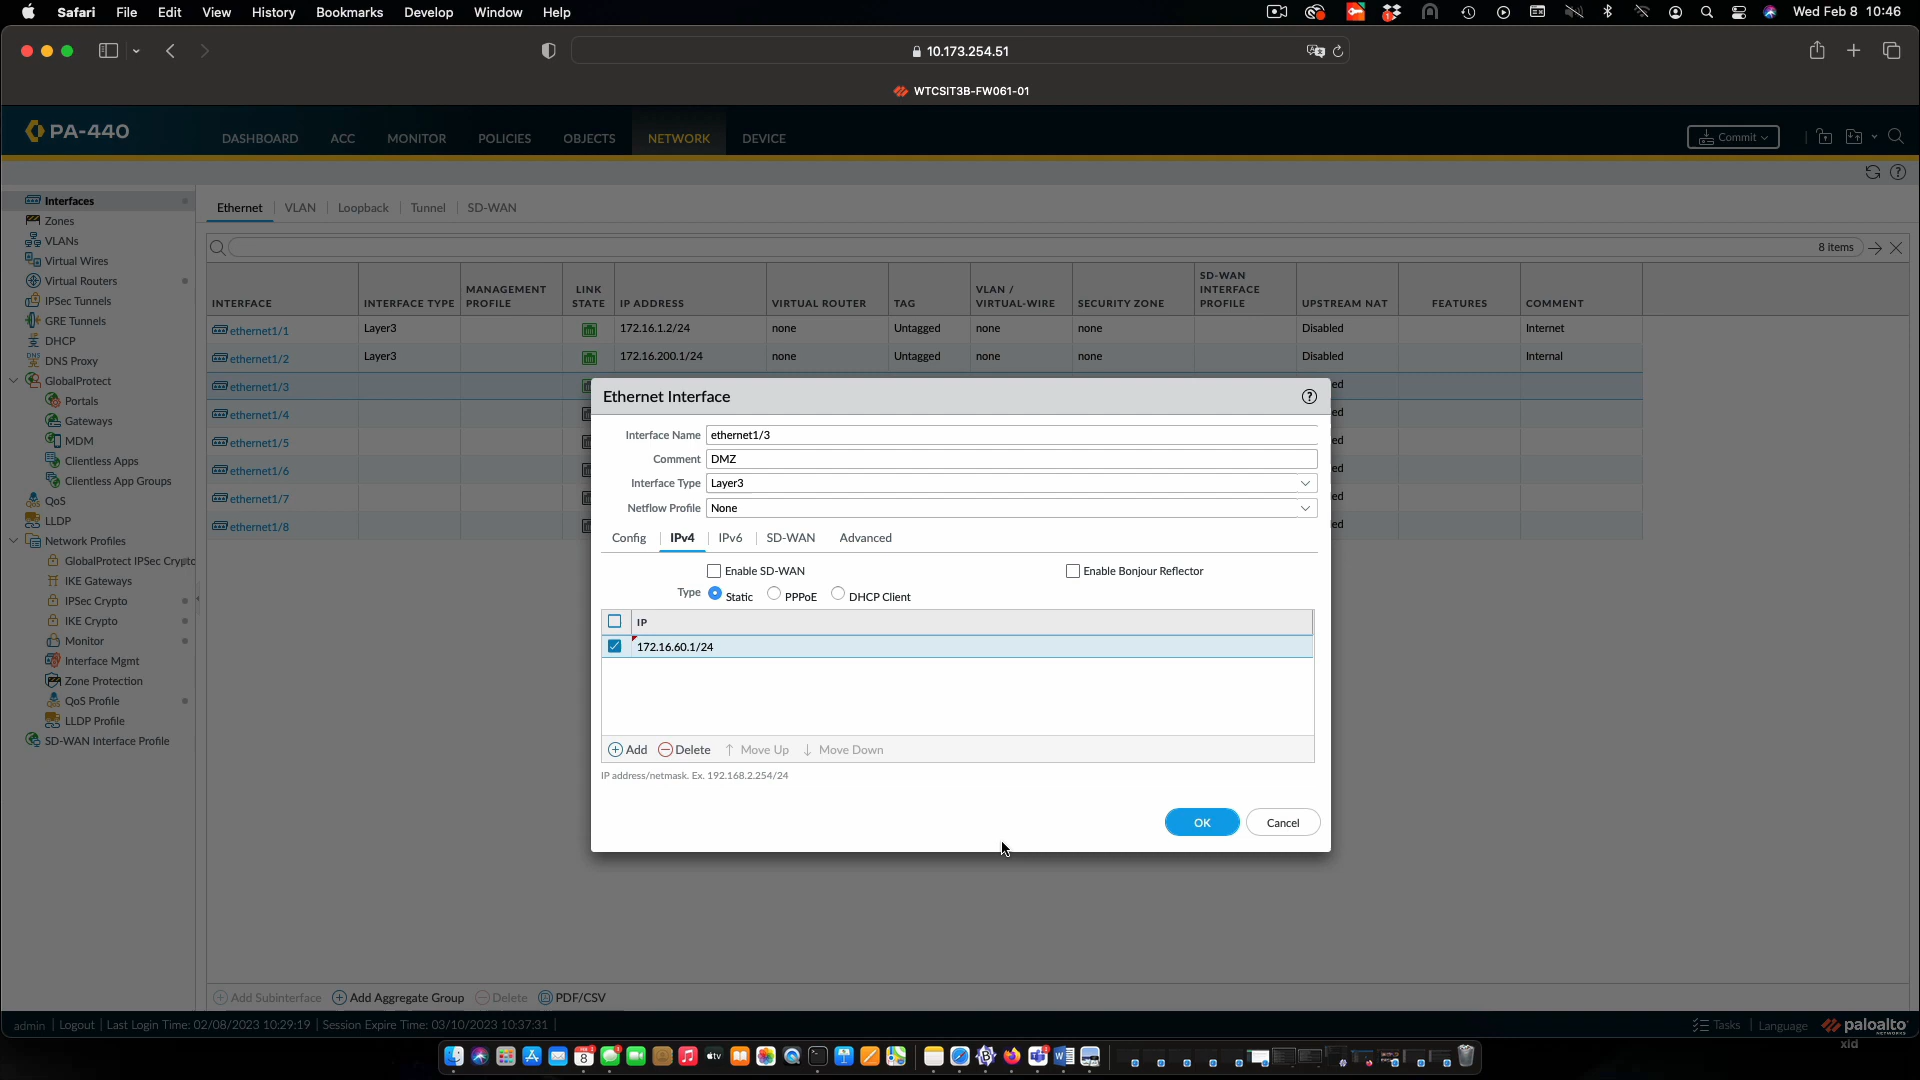 Safari File Edit View History Bookmarks Develop Window Help Wed Feb 8 10:46
10.173.254.51
WTCSIT3B-FW061-01
PA-440
DASHBOARD ACC MONITOR POLICIES OBJECTS NETWORK DEVICE Commit
Interfaces
Zones
VLANs
Virtual Wires
Virtual Routers
IPSec Tunnels
GRE Tunnels
DHCP
DNS Proxy
GlobalProtect
Portals
Gateways
MDM
Clientless Apps
Clientless App Groups
QoS
LLDP
Network Profiles
GlobalProtect IPSec Crypto
IKE Gateways
IPSec Crypto
IKE Crypto
Monitor
Interface Mgmt
Zone Protection
QoS Profile
LLDP Profile
SD-WAN Interface Profile
Ethernet VLAN Loopback Tunnel SD-WAN
8 items
INTERFACE INTERFACE TYPE MANAGEMENT PROFILE LINK STATE IP ADDRESS VIRTUAL ROUTER TAG VLAN / VIRTUAL-WIRE SECURITY ZONE SD-WAN INTERFACE PROFILE UPSTREAM NAT FEATURES COMMENT
ethernet1/1 Layer3 172.16.1.2/24 none Untagged none none Disabled Internet
ethernet1/2 Layer3 172.16.200.1/24 none Untagged none none Disabled Internal
ethernet1/3 ed
ethernet1/4 ed
ethernet1/5 ed
ethernet1/6 ed
ethernet1/7 ed
ethernet1/8 ed
Ethernet Interface
Interface Name ethernet1/3
Comment DMZ
Interface Type Layer3
Netflow Profile None
Config IPv4 IPv6 SD-WAN Advanced
Enable SD-WAN Enable Bonjour Reflector
Type Static PPPoE DHCP Client
IP
172.16.60.1/24
Add Delete Move Up Move Down
IP address/netmask. Ex. 192.168.2.254/24
OK Cancel
Add Subinterface Add Aggregate Group Delete PDF/CSV
admin | Logout | Last Login Time: 02/08/2023 10:29:19 | Session Expire Time: 03/10/2023 10:37:31 | Tasks | Language paloalto
NETWORKS
xld